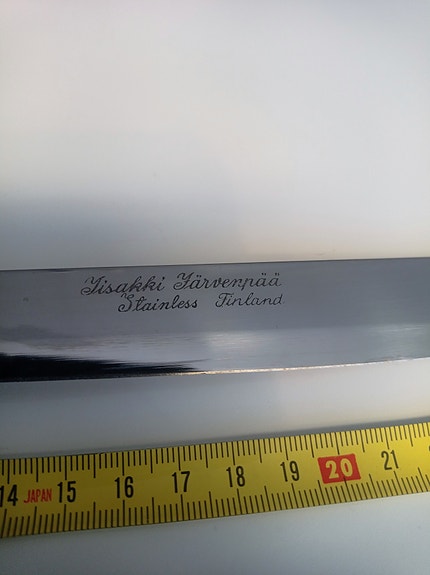 Iisakki Järvenpää
Stainless Finland
14 JAPAN 15 16 17 18 19 20 21